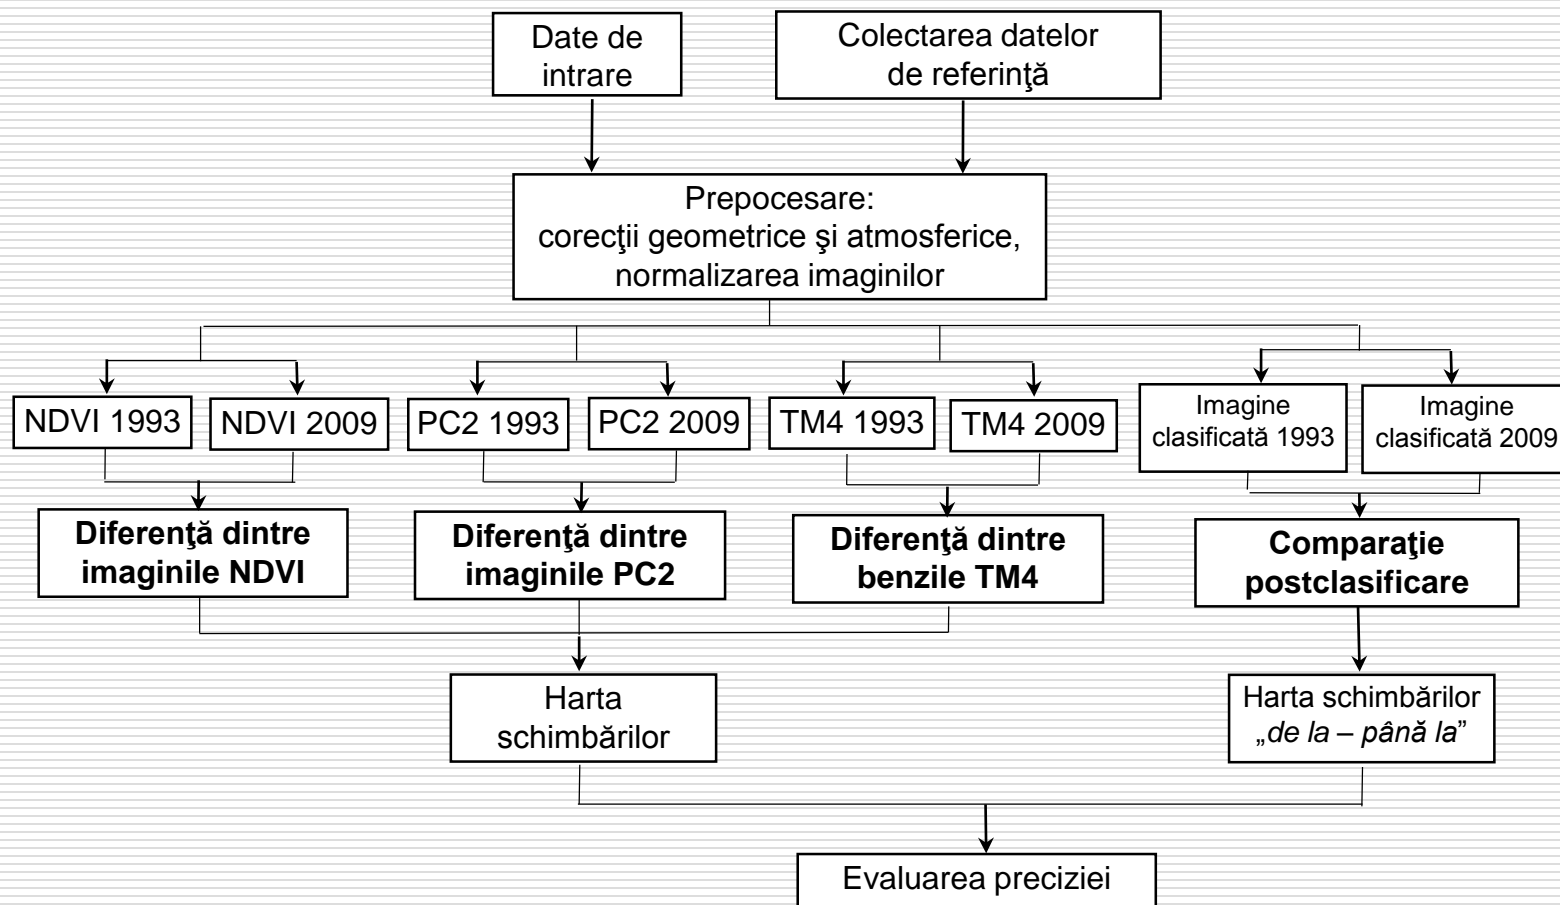 Date de
intrare
Colectarea datelor
de referinţă
Prepocesare:
corecţii geometrice şi atmosferice,
normalizarea imaginilor
NDVI 1993
NDVI 2009
PC2 1993
PC2 2009
TM4 1993
TM4 2009
Imagine
clasificată 1993
Imagine
clasificată 2009
Diferenţă dintre
imaginile NDVI
Diferenţă dintre
imaginile PC2
Diferenţă dintre
benzile TM4
Comparaţie
postclasificare
Harta
schimbărilor
Harta schimbărilor
„de la – până la”
Evaluarea preciziei